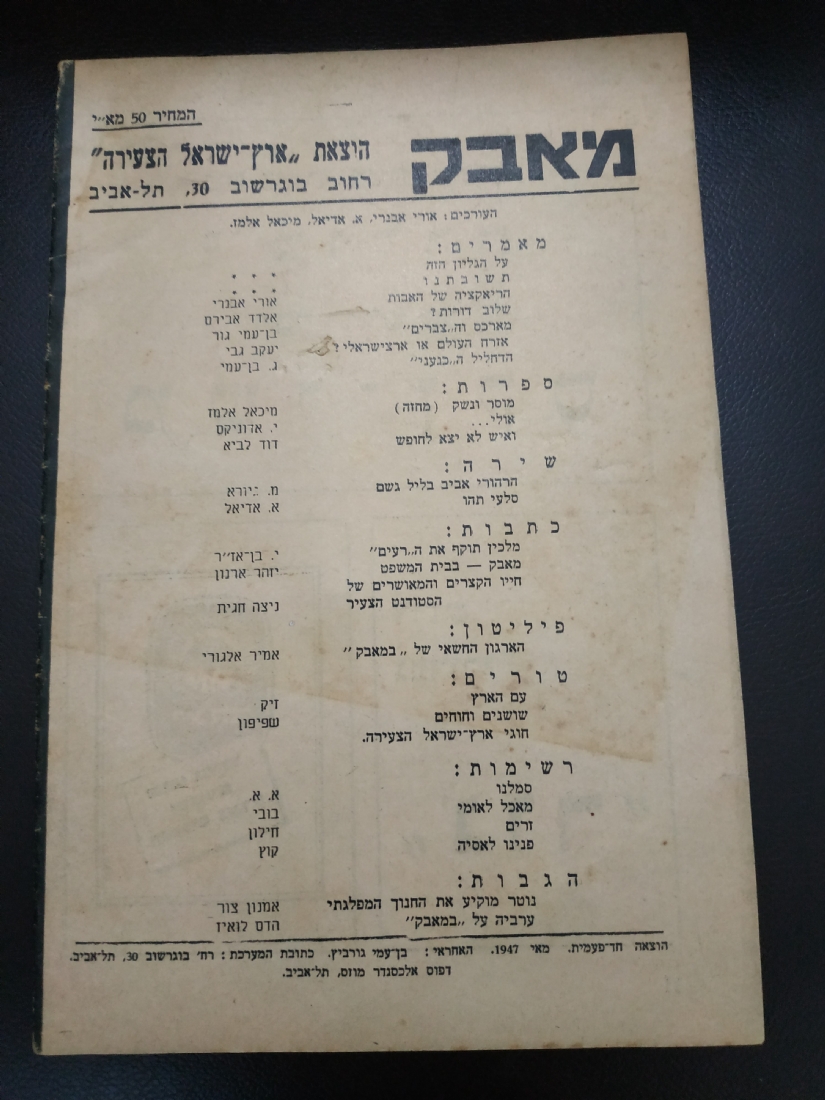 המחיר 50 מא״י
מאבק
הוצאת „ארץ־ישראל הצעירה”
רחוב בוגרשוב 30, תל-אביב
העורכים: אורי אבנרי, א. אדיאל, מיכאל אלמז.
מאמרים:
על הגליון הזה * * *
תשובתנו * * *
הריאקציה של האבות אורי אבנרי
שלוב דורות? אלדד אבירם
מארכס וה„צברים” בן־עמי גור
אזרח העולם או ארצישראלי? יעקב גבי
הדחליל ה„כנעני” ג. בן־עמי
ספרות:
מוסר ונשק (מחזה) מיכאל אלמז
אולי... י. אדוניקס
ואיש לא יצא לחופש דוד לביא
שירה:
הרהורי אביב בליל גשם מ. גיורא
סלעי תהו א. אדיאל
כתבות:
מלכין תוקף את ה„רעים” י. בן־אז״ר
מאבק — בבית המשפט יזהר ארנון
חייו הקצרים והמאושרים של
הסטודנט הצעיר ניצה חגית
פיליטון:
הארגון החשאי של „במאבק” אמיר אלגורי
טורים:
עם הארץ זיק
שושנים וחוחים שפיפון
חוגי ארץ־ישראל הצעירה.
רשימות:
סמלנו א. א.
מאכל לאומי בובי
זרים חילון
פנינו לאסיה קוץ
הגבות:
נוטר מוקיע את החנוך המפלגתי אמנון צור
ערביה על „במאבק” הדס לואיז
הוצאה חד־פעמית. מאי 1947. האחראי: בן־עמי גורביץ. כתובת המערכת: רח׳ בוגרשוב 30, תל־אביב.
דפוס אלכסנדר מוזס, תל־אביב.